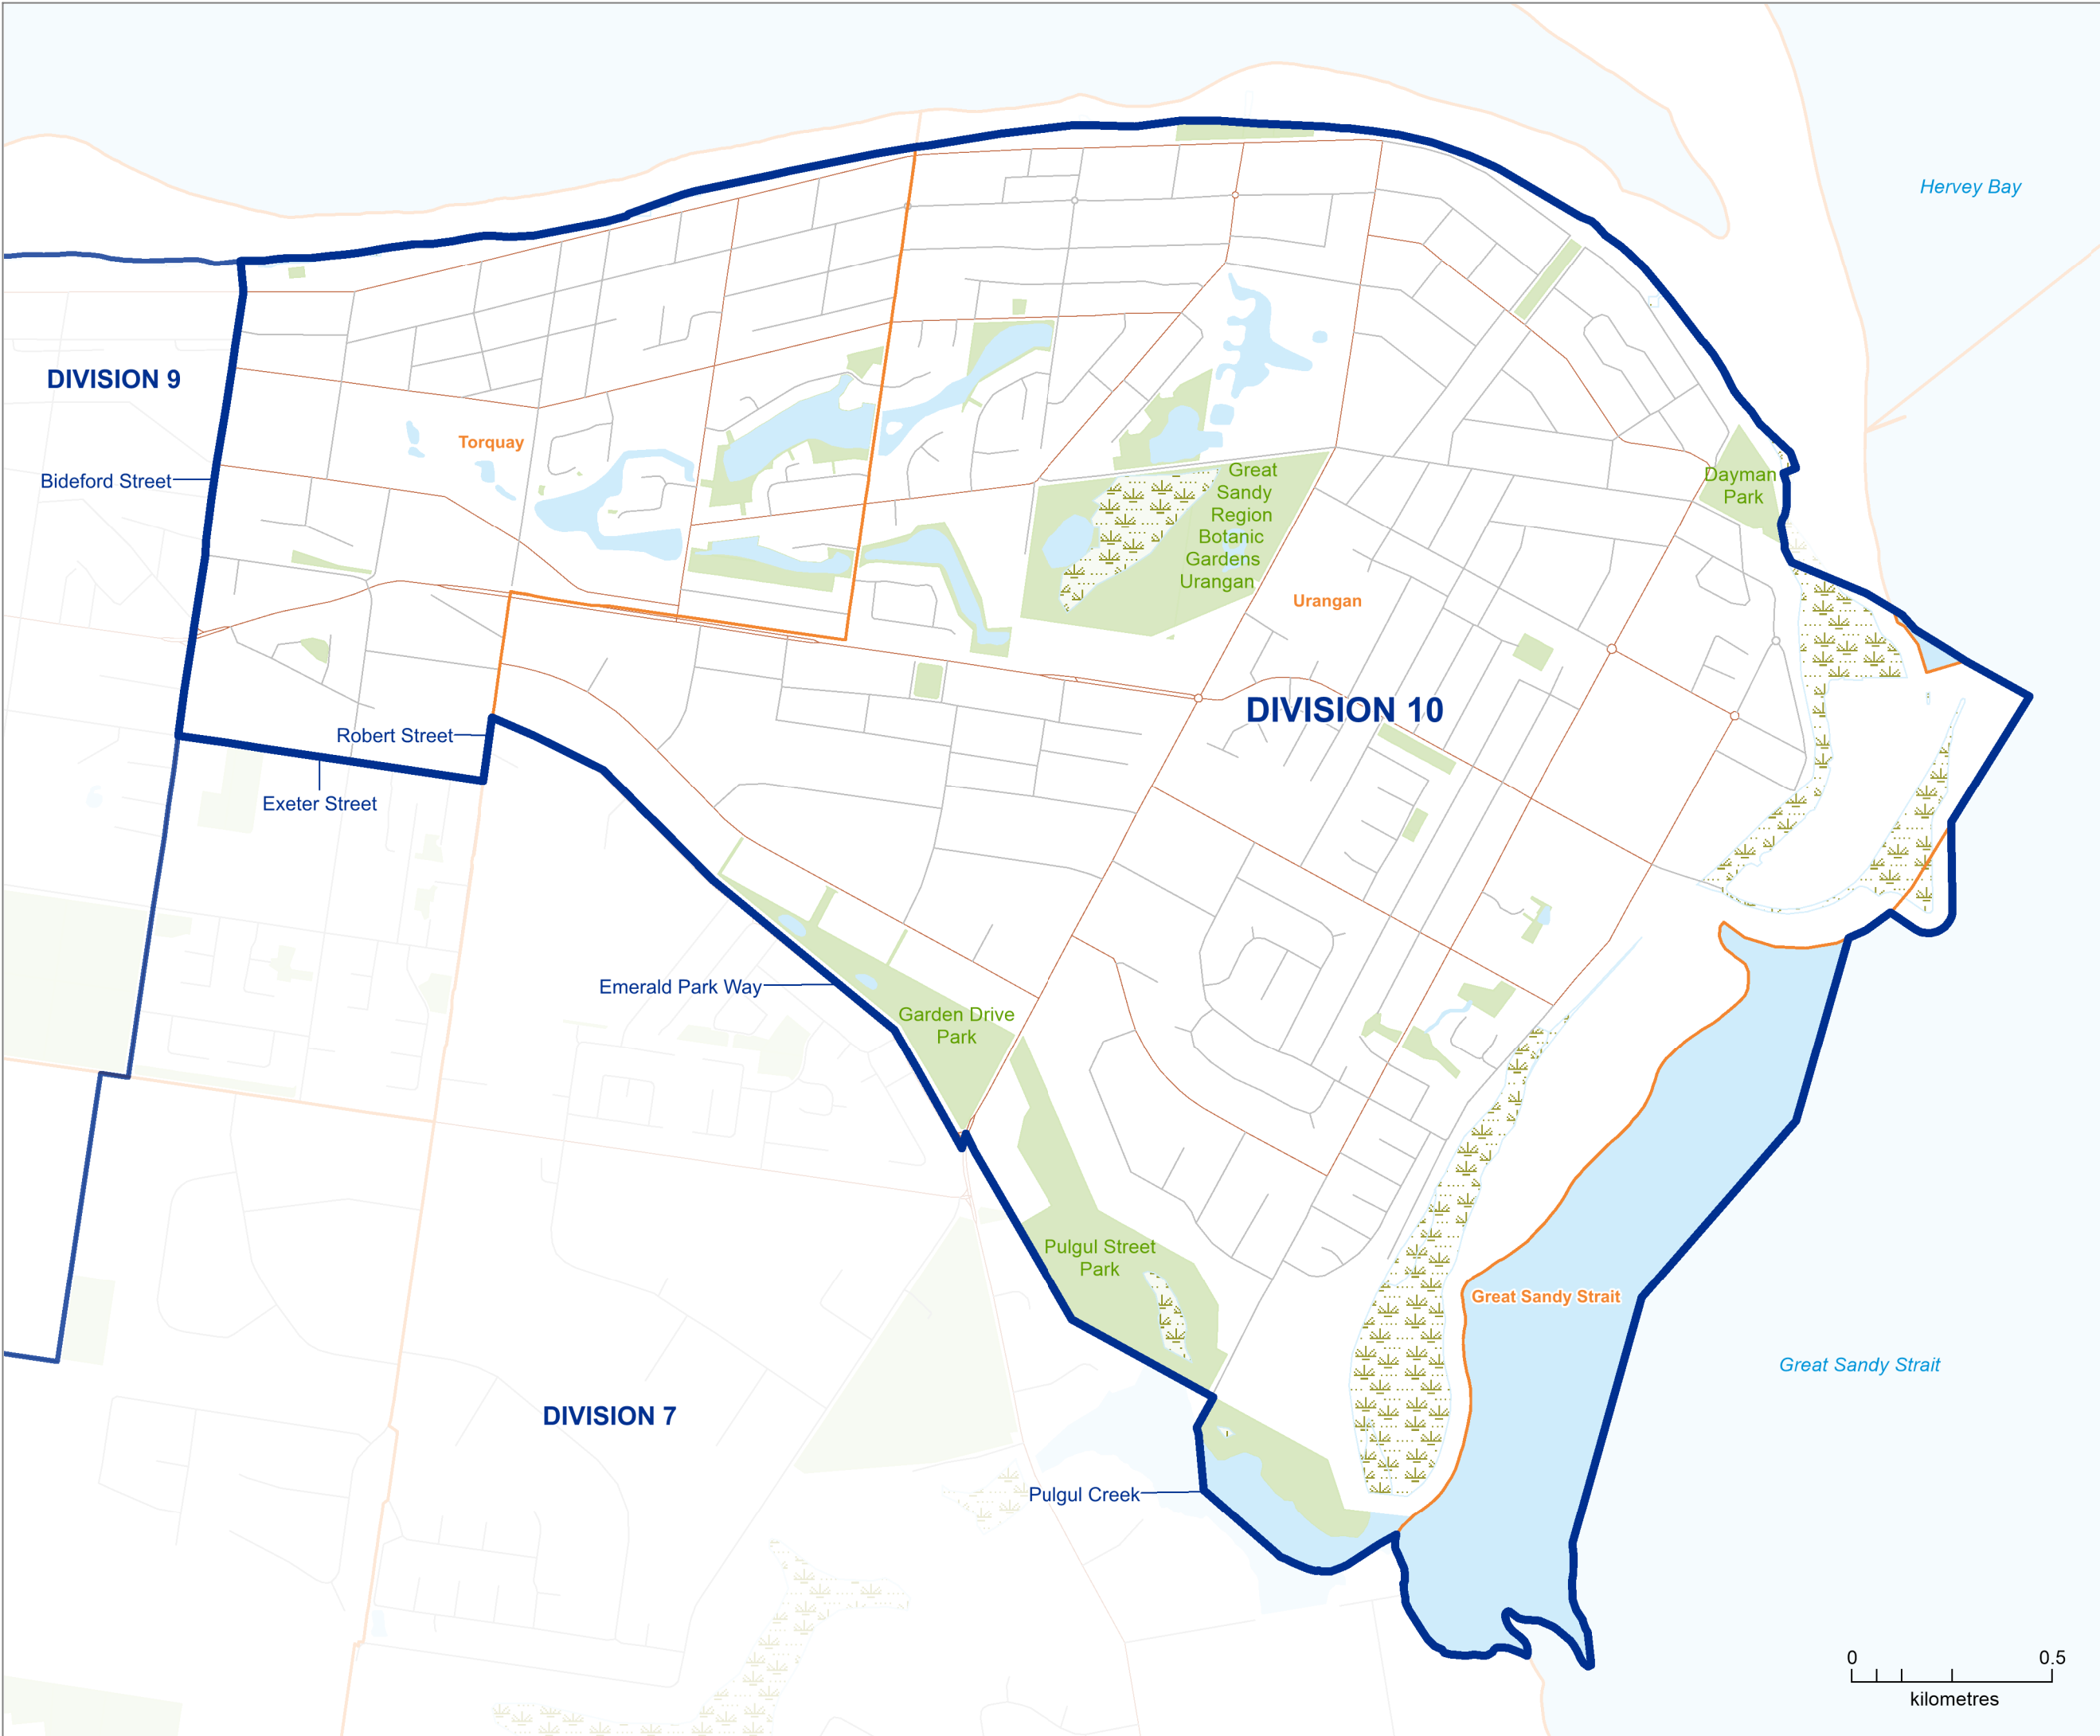 Hervey Bay
DIVISION 9
Torquay
Bideford Street
Great
Sandy
Region
Botanic
Gardens
Urangan
Dayman
Park
Urangan
DIVISION 10
Robert Street
Exeter Street
Emerald Park Way
Garden Drive
Park
Pulgul Street
Park
Great Sandy Strait
Great Sandy Strait
DIVISION 7
Pulgul Creek
0 0.5
kilometres